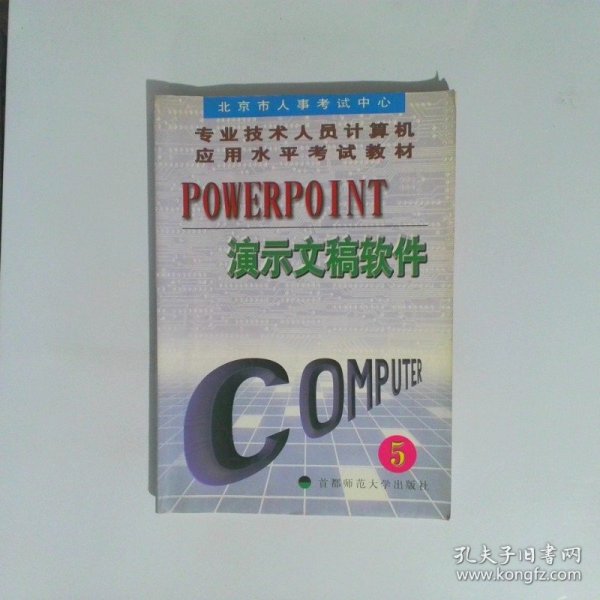 北京市人事考试中心
专业技术人员计算机
应用水平考试教材
POWERPOINT
演示文稿软件
COMPUTER
5
首都师范大学出版社
孔夫子旧书网
www.kongfz.com